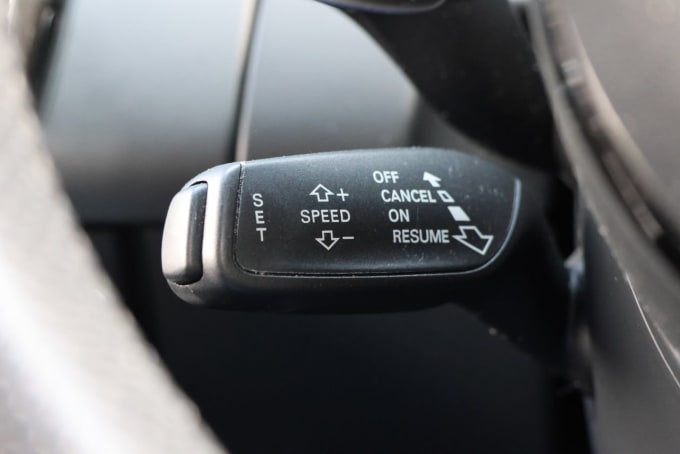 SET
SPEED
+
−
OFF
CANCEL
ON
RESUME